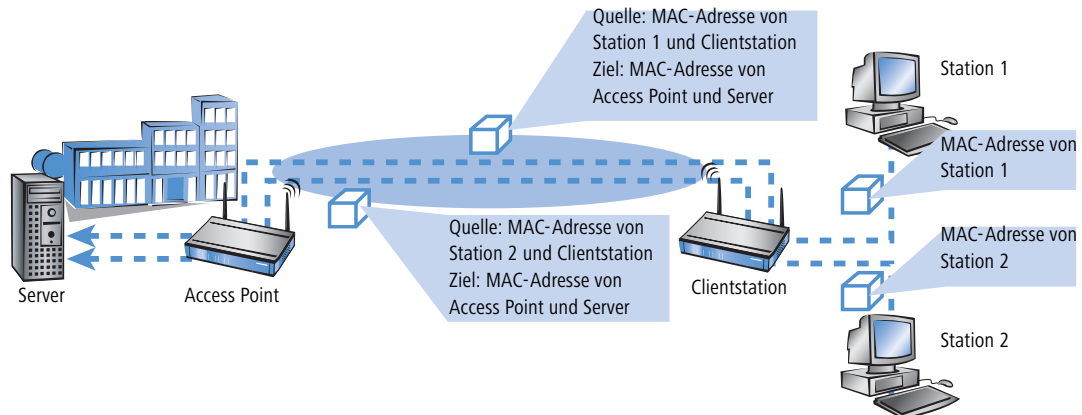 Quelle: MAC-Adresse von
Station 1 und Clientstation
Ziel: MAC-Adresse von
Access Point und Server
Station 1
MAC-Adresse von
Station 1
Quelle: MAC-Adresse von
Station 2 und Clientstation
Ziel: MAC-Adresse von
Access Point und Server
MAC-Adresse von
Station 2
Server
Access Point
Clientstation
Station 2